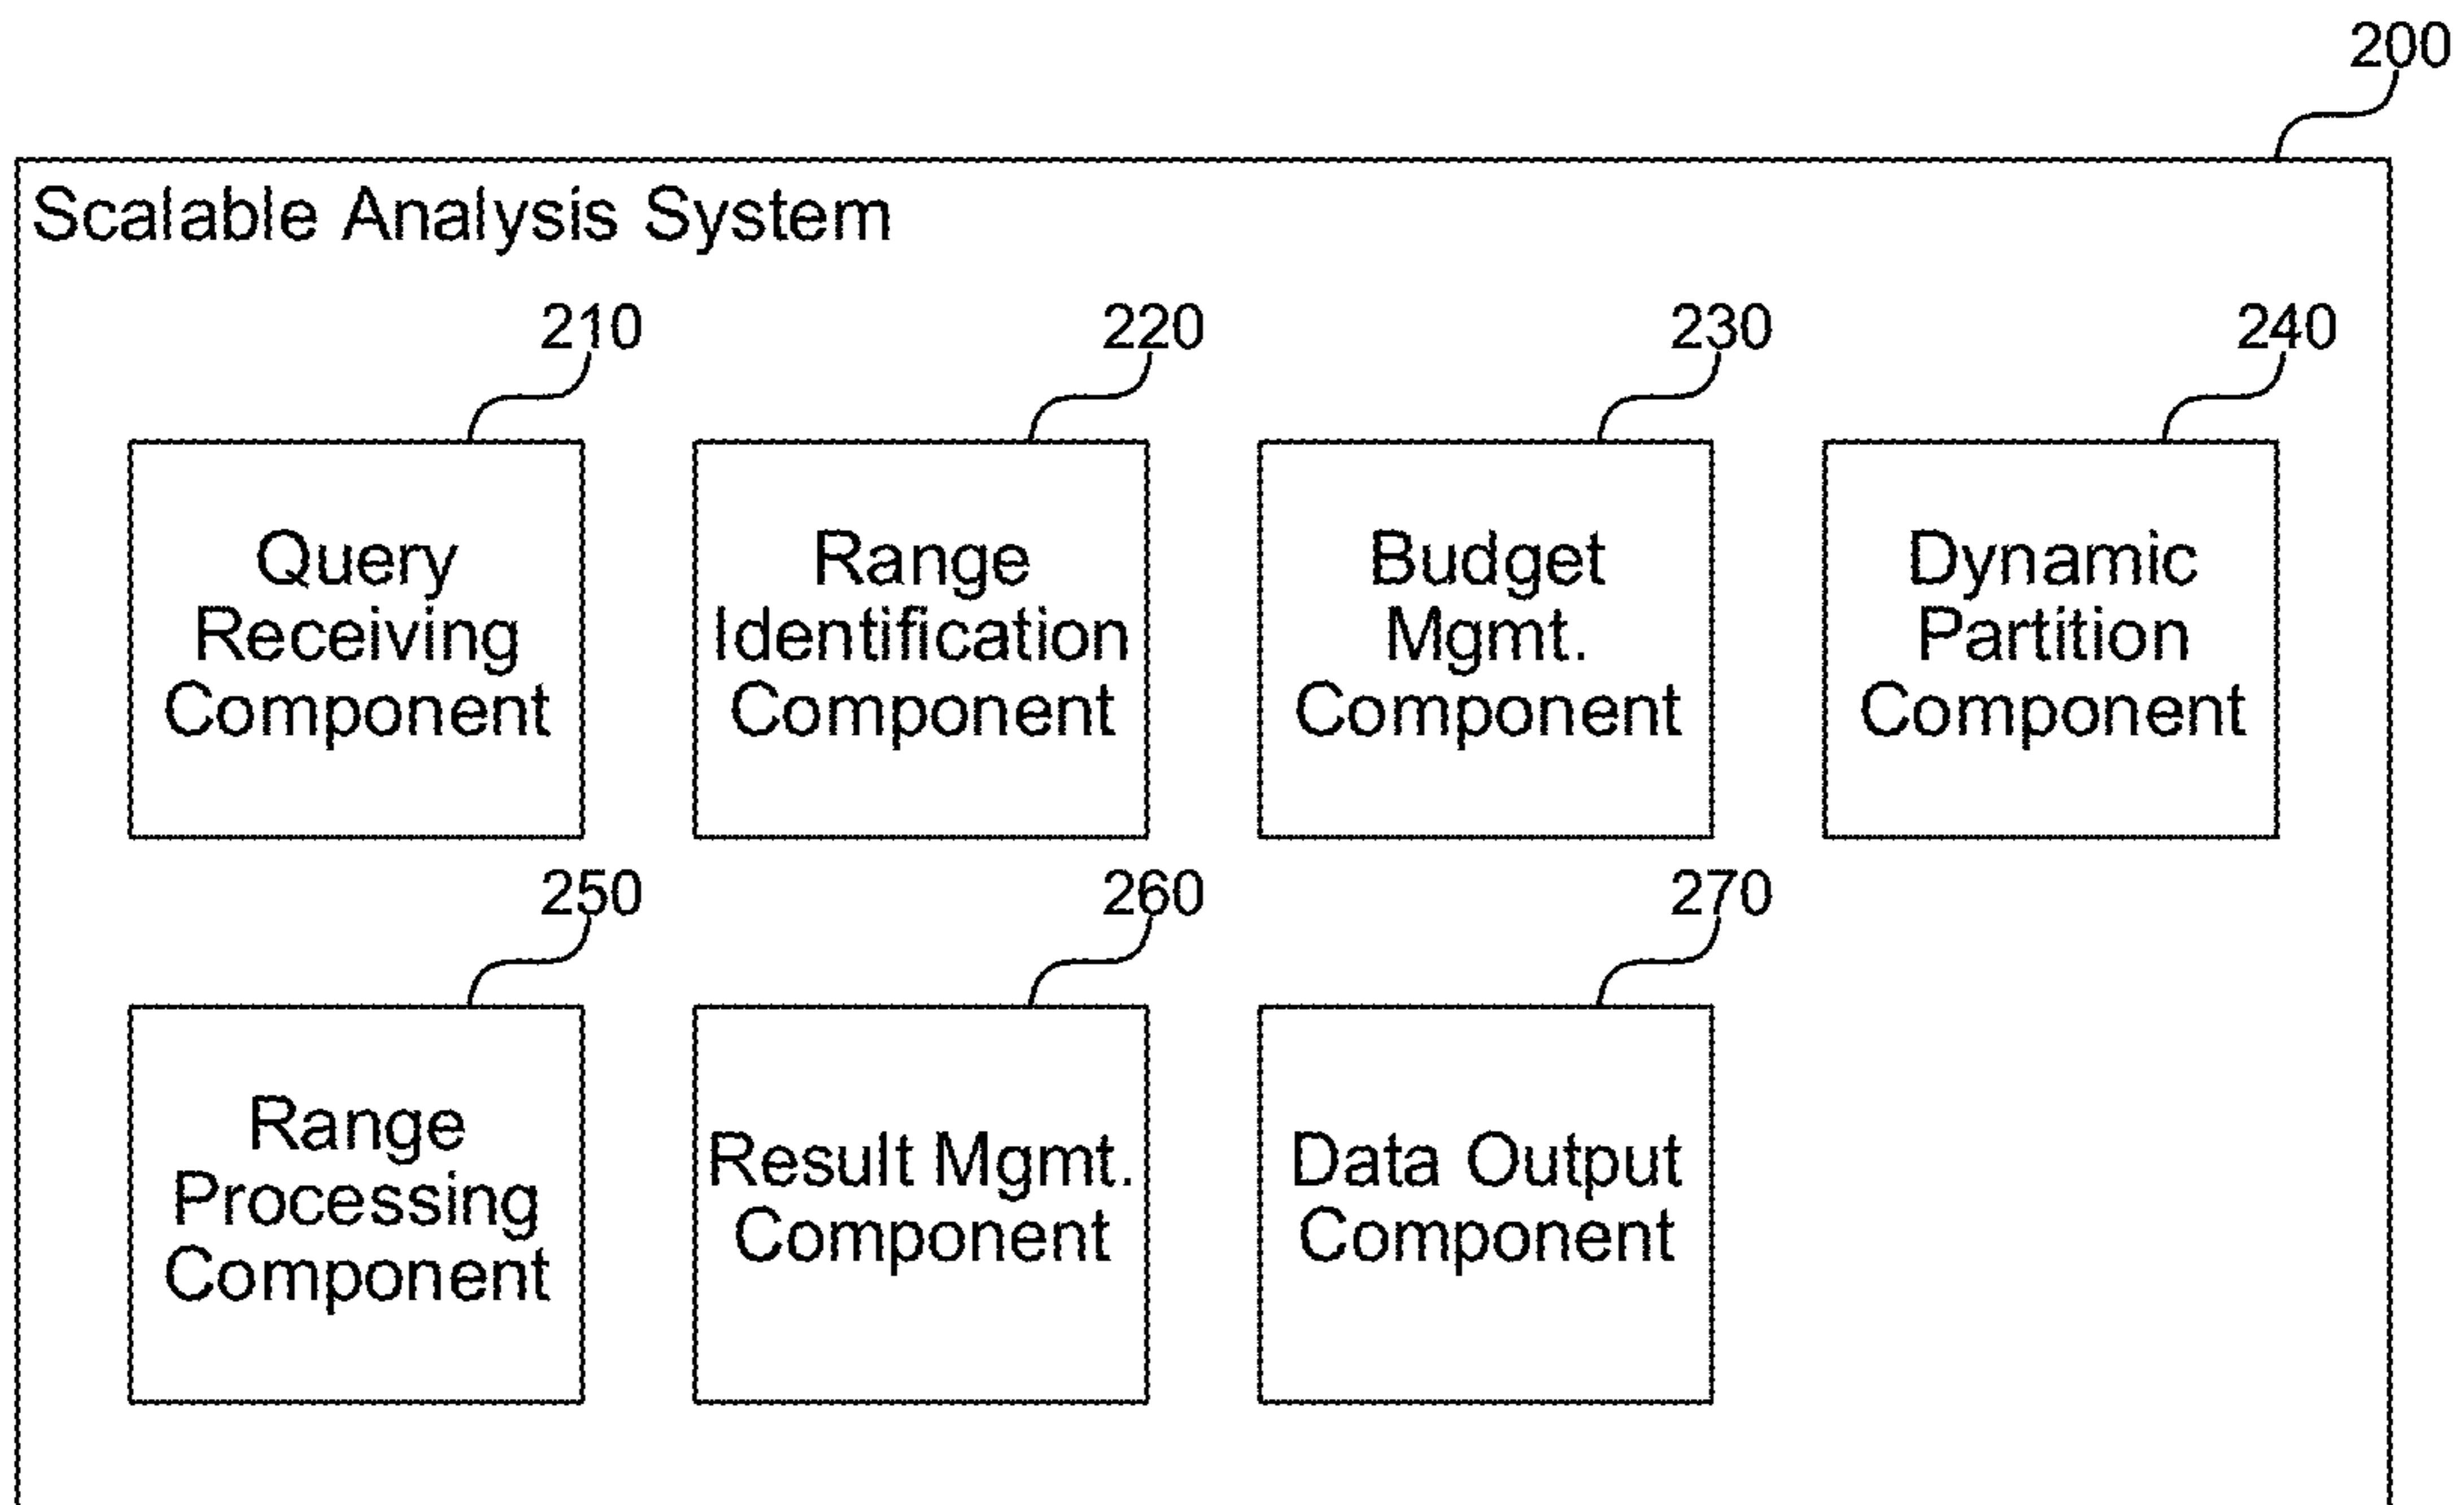 200
Scalable Analysis System
210
220
230
240
Query
Receiving
Component
Range
Identification
Component
Budget
Mgmt.
Component
Dynamic
Partition
Component
250
260
270
Range
Processing
Component
Result Mgmt.
Component
Data Output
Component